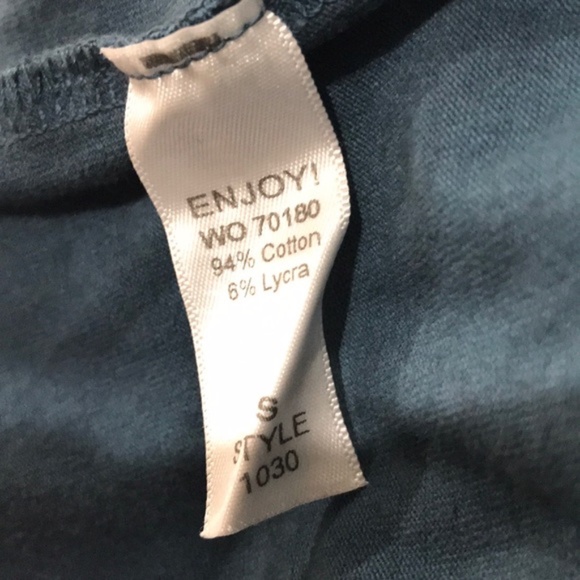 ENJOY!
WO 70180
94% Cotton
6% Lycra
S
STYLE
1030